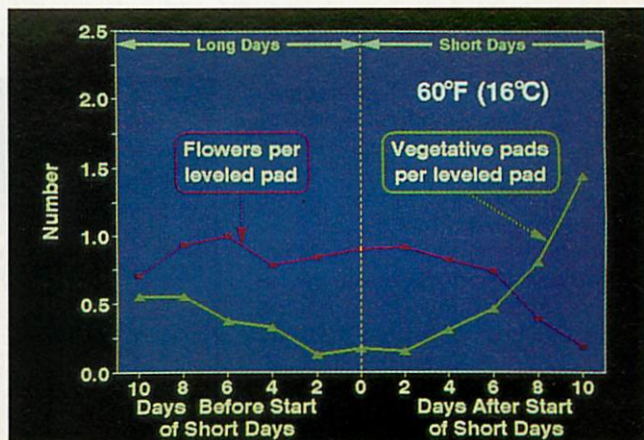 2.5
Long Days
Short Days
60°F (16°C)
2.0
Flowers per
leveled pad
Vegetative pads
per leveled pad
1.5
Number
1.0
0.5
0.0
10 8 6 4 2 0 2 4 6 8 10
Days Before Start
of Short Days
Days After Start
of Short Days